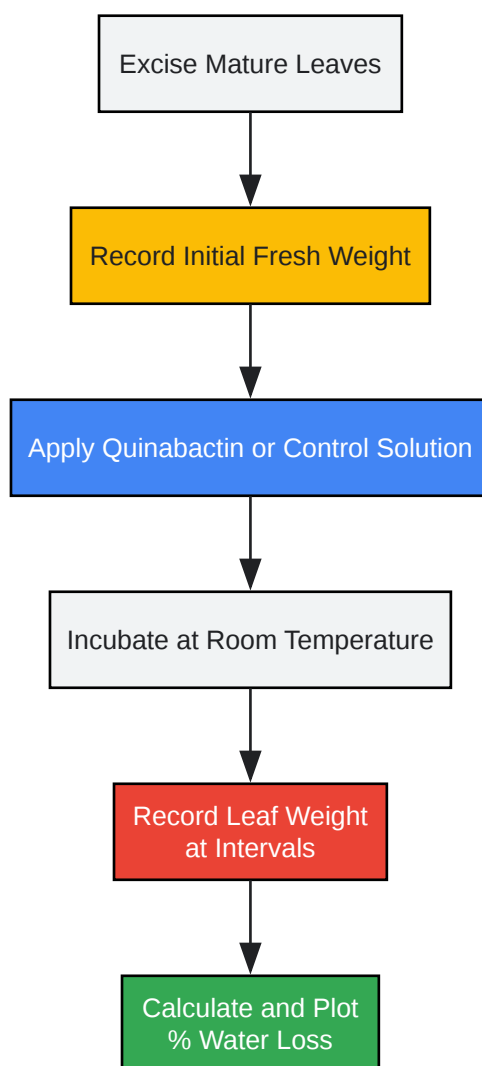 Excise Mature Leaves
Record Initial Fresh Weight
Apply Quinabactin or Control Solution
Incubate at Room Temperature
Record Leaf Weight
at Intervals
Calculate and Plot
% Water Loss